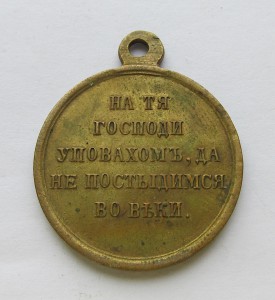 НА ТЯ
ГОСПОДИ
УПОВАХОМЪ, ДА
НЕ ПОСТЫДИМСЯ
ВО ВѢКИ.